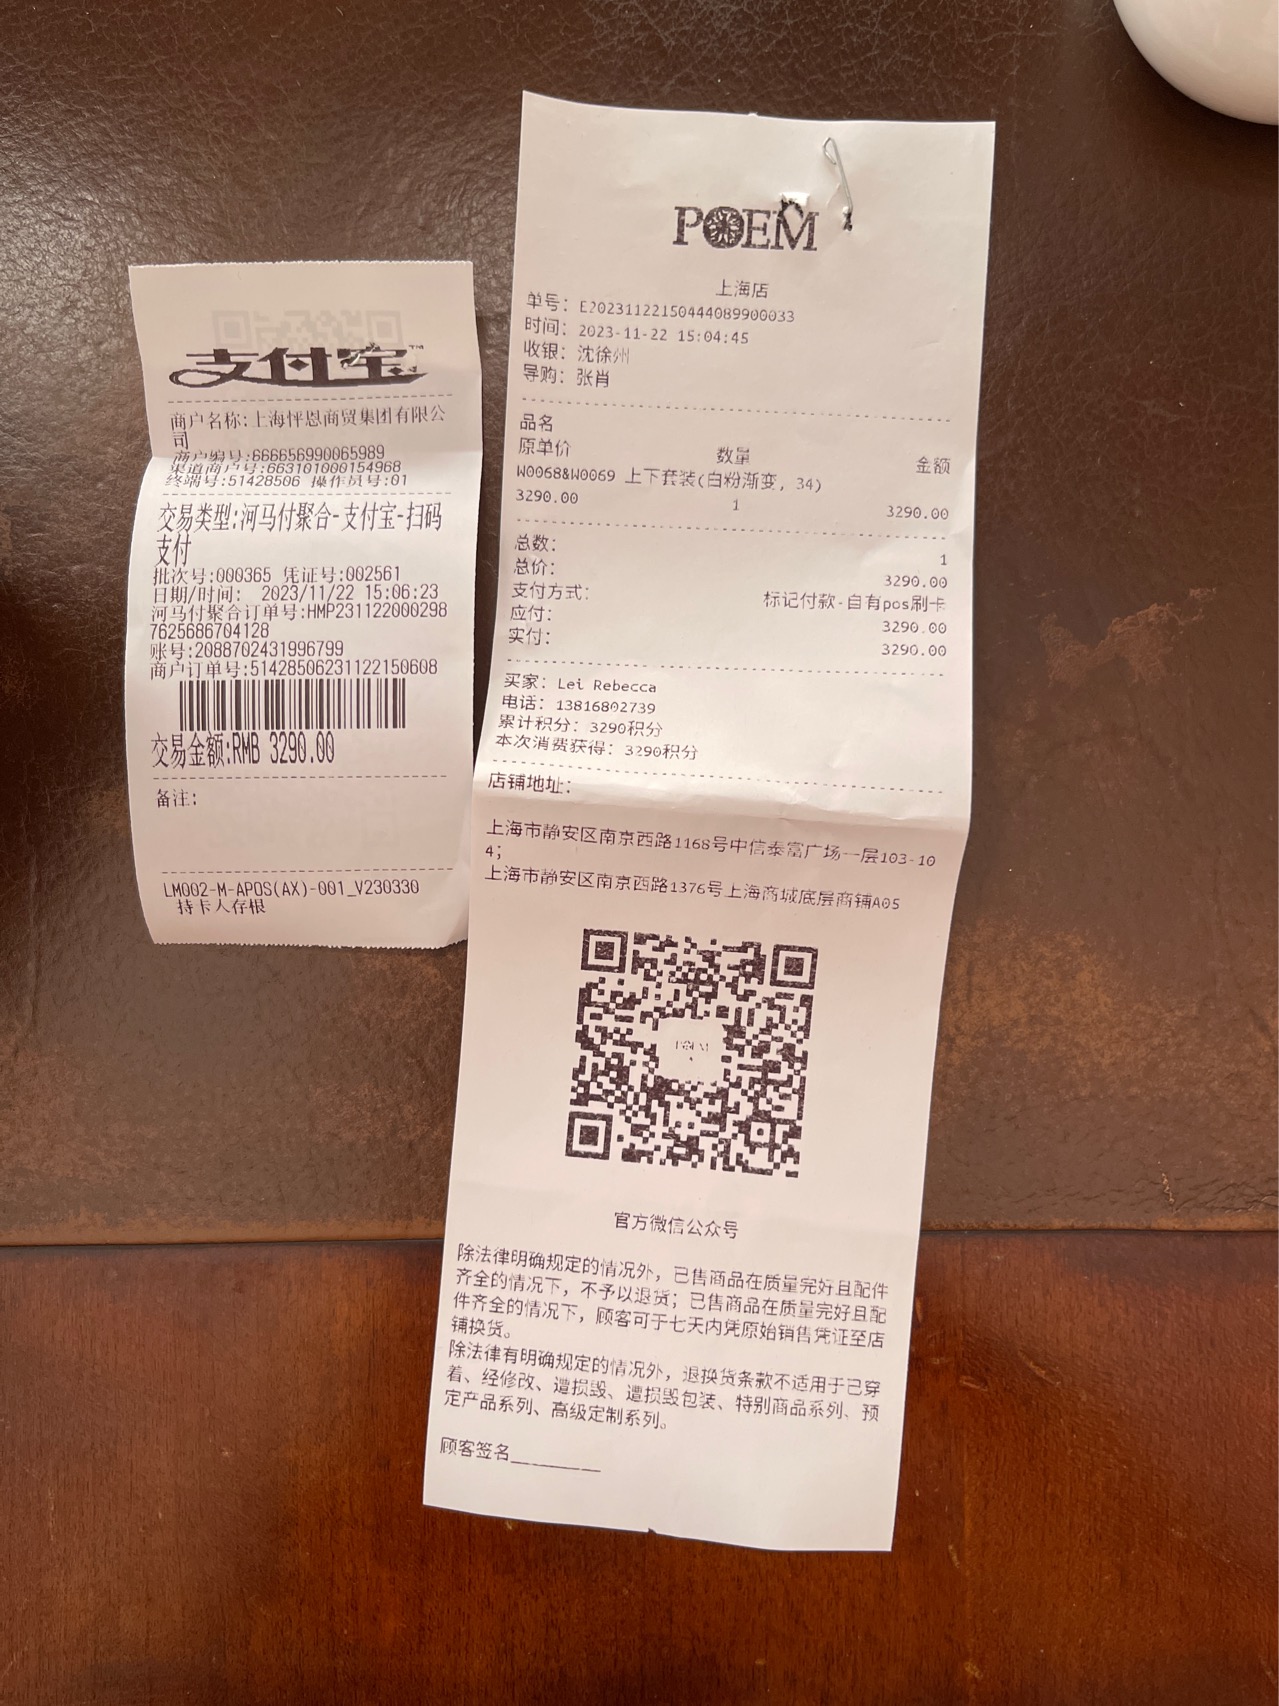 支付宝™
商户名称:上海怦恩商贸集团有限公
司
商户编号:666656990065989
渠道商户号:663101000154968
终端号:51428506 操作员号:01
交易类型:河马付聚合-支付宝-扫码
支付
批次号:000365 凭证号:002561
日期/时间: 2023/11/22 15:06:23
河马付聚合订单号:HMP231122000298
7625686704128
账号:2088702431996799
商户订单号:51428506231122150608
交易金额:RMB 3290.00
备注:
LM002-M-APOS(AX)-001_V230330
持卡人存根
POEM
上海店
单号: E20231122150444089900033
时间: 2023-11-22 15:04:45
收银: 沈徐州
导购: 张肖
品名
原单价 数量 金额
W0068&W0069 上下套装(白粉渐变, 34)
3290.00 1 3290.00
总数: 1
总价: 3290.00
支付方式: 标记付款-自有pos刷卡
应付: 3290.00
实付: 3290.00
买家: Lei Rebecca
电话: 13816802739
累计积分: 3290积分
本次消费获得: 3290积分
店铺地址:
上海市静安区南京西路1168号中信泰富广场一层103-10
4;
上海市静安区南京西路1376号上海商城底层商铺A05
POEM
官方微信公众号
除法律明确规定的情况外，已售商品在质量完好且配件
齐全的情况下，不予以退货；已售商品在质量完好且配
件齐全的情况下，顾客可于七天内凭原始销售凭证至店
铺换货。
除法律有明确规定的情况外，退换货条款不适用于已穿
着、经修改、遭损毁、遭损毁包装、特别商品系列、预
定产品系列、高级定制系列。
顾客签名________